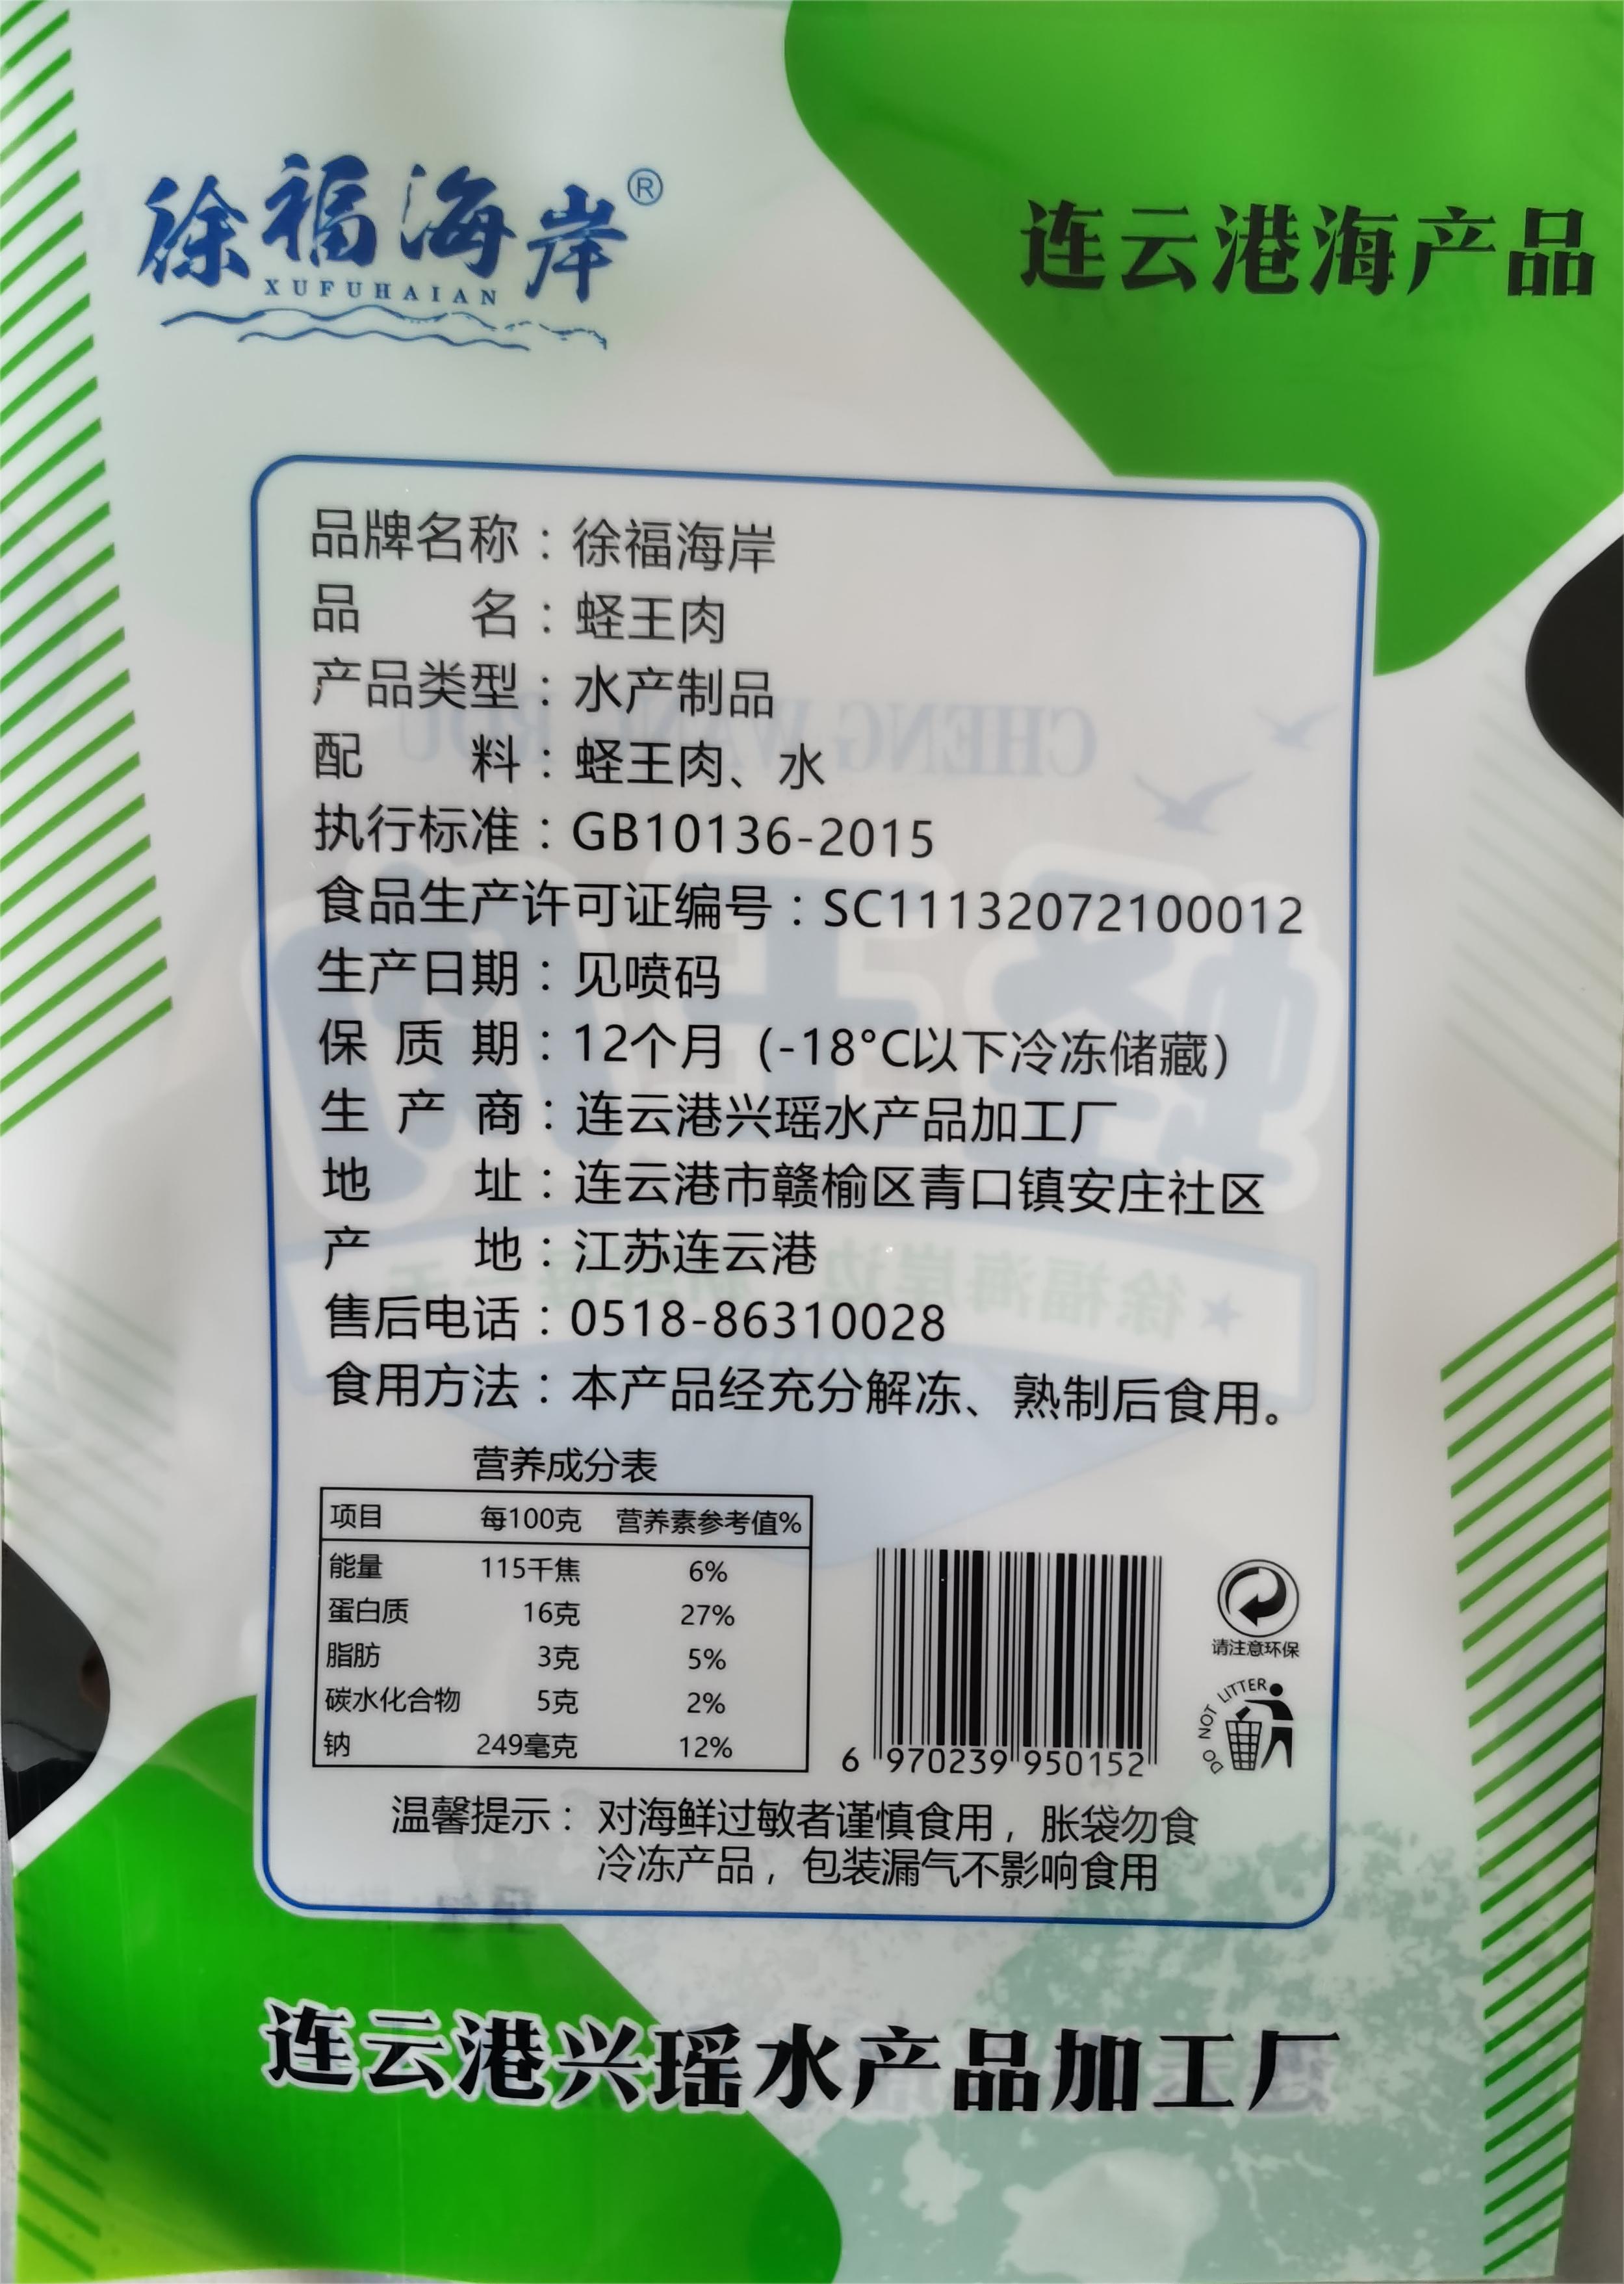 徐福海岸®
XUFUHAIAN
连云港海产品
品牌名称：徐福海岸
品名：蛏王肉
产品类型：水产制品
配料：蛏王肉、水
执行标准：GB10136-2015
食品生产许可证编号：SC11132072100012
生产日期：见喷码
保质期：12个月（-18°C以下冷冻储藏）
生产商：连云港兴瑶水产品加工厂
地址：连云港市赣榆区青口镇安庄社区
产地：江苏连云港
售后电话：0518-86310028
食用方法：本产品经充分解冻、熟制后食用。
营养成分表
项目 每100克 营养素参考值%
能量 115千焦 6%
蛋白质 16克 27%
脂肪 3克 5%
碳水化合物 5克 2%
钠 249毫克 12%
6 970239 950152
请注意环保
DO NOT LITTER
温馨提示：对海鲜过敏者谨慎食用，胀袋勿食
冷冻产品，包装漏气不影响食用
连云港兴瑶水产品加工厂